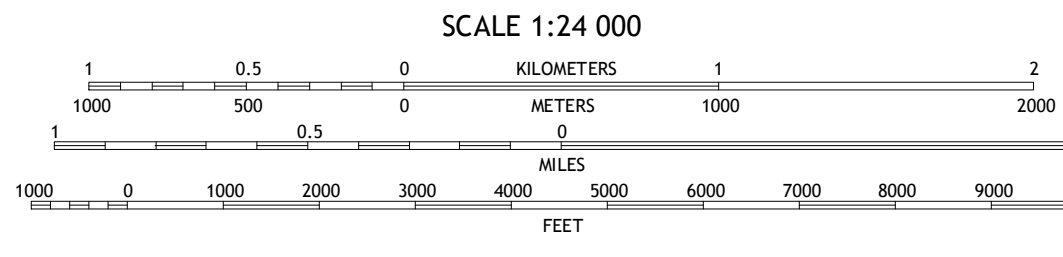 SCALE 1:24 000
1 0.5 0 KILOMETERS 1 2
1000 500 0 METERS 1000 2000
1 0.5 0
MILES
1000 0 1000 2000 3000 4000 5000 6000 7000 8000 9000
FEET